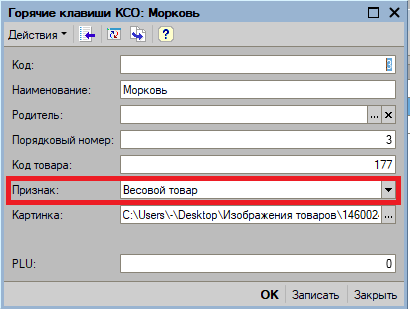 Горячие клавиши КСО: Морковь
Действия
Код:
Наименование: Морковь
Родитель: ...
Порядковый номер: 3
Код товара: 177
Признак: Весовой товар
Картинка: C:\Users\-\Desktop\Изображения товаров\146002- ...
PLU: 0
OK Записать Закрыть